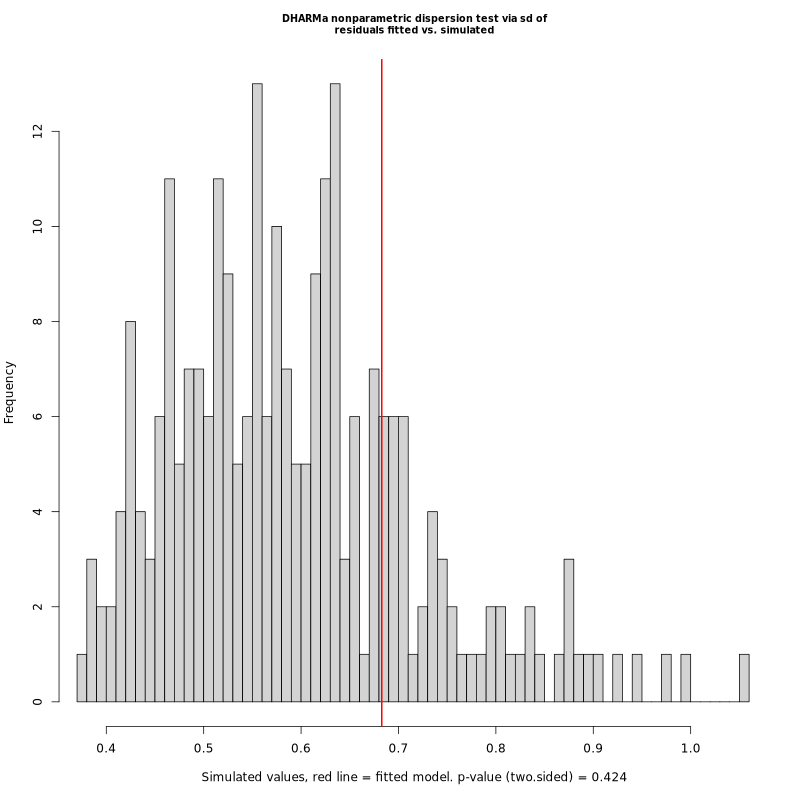 DHARMa nonparametric dispersion test via sd of
residuals fitted vs. simulated
Frequency
12
10
8
6
4
2
0
0.4 0.5 0.6 0.7 0.8 0.9 1.0
Simulated values, red line = fitted model. p-value (two.sided) = 0.424